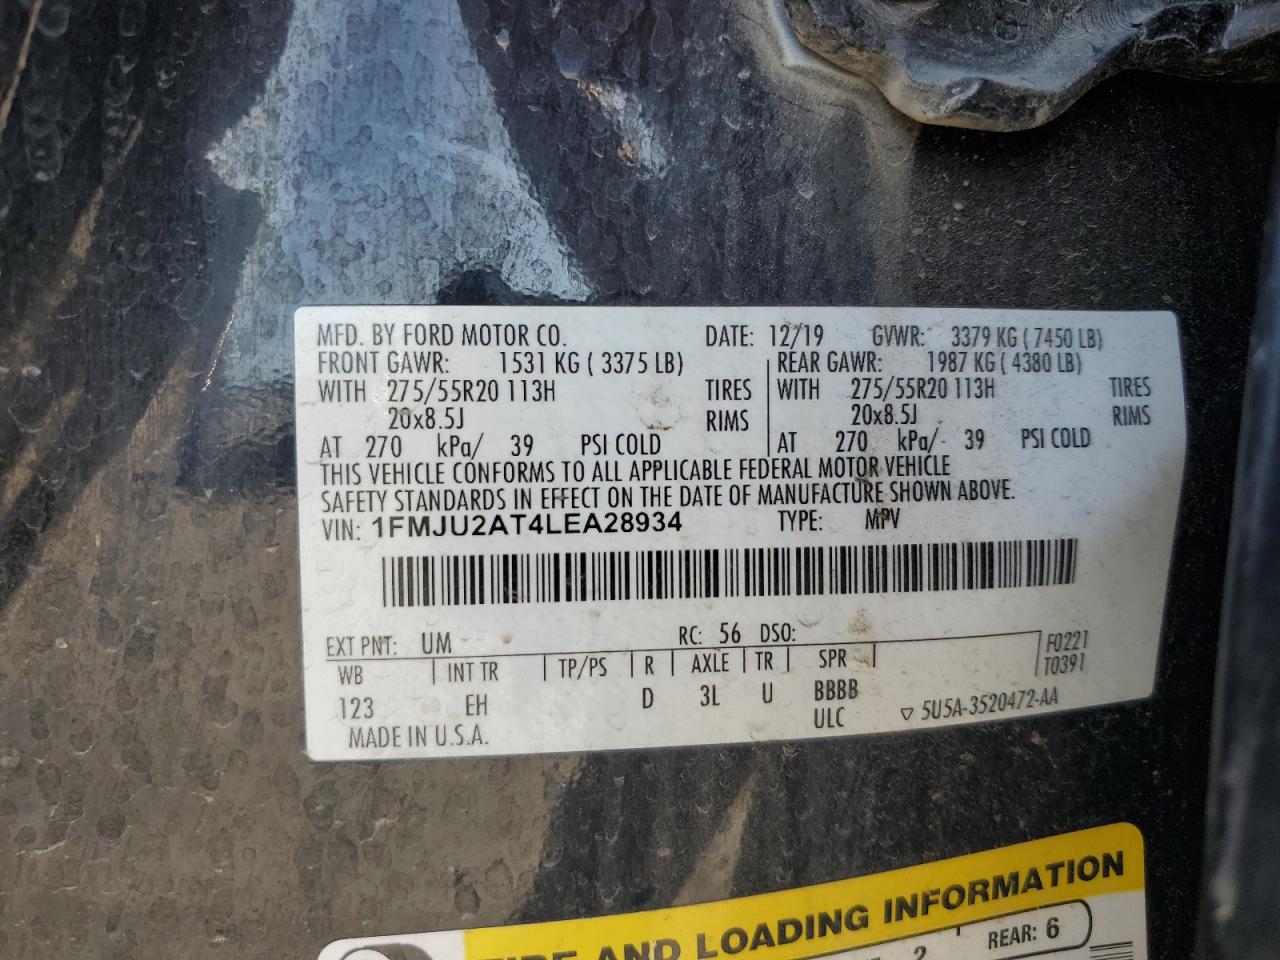 MFD. BY FORD MOTOR CO. DATE: 12/19 GVWR: 3379 KG ( 7450 LB)
FRONT GAWR: 1531 KG ( 3375 LB) REAR GAWR: 1987 KG ( 4380 LB)
WITH 275/55R20 113H TIRES WITH 275/55R20 113H TIRES
20x8.5J RIMS 20x8.5J RIMS
AT 270 kPa/ 39 PSI COLD AT 270 kPa/ 39 PSI COLD
THIS VEHICLE CONFORMS TO ALL APPLICABLE FEDERAL MOTOR VEHICLE
SAFETY STANDARDS IN EFFECT ON THE DATE OF MANUFACTURE SHOWN ABOVE.
VIN: 1FMJU2AT4LEA28934 TYPE: MPV
EXT PNT: UM RC: 56 DSO:
WB INT TR TP/PS R AXLE TR SPR F0221
T0391
123 EH D 3L U BBBB
ULC ▽ 5U5A-3520472-AA
MADE IN U.S.A.
AND LOADING INFORMATION
2 REAR: 6